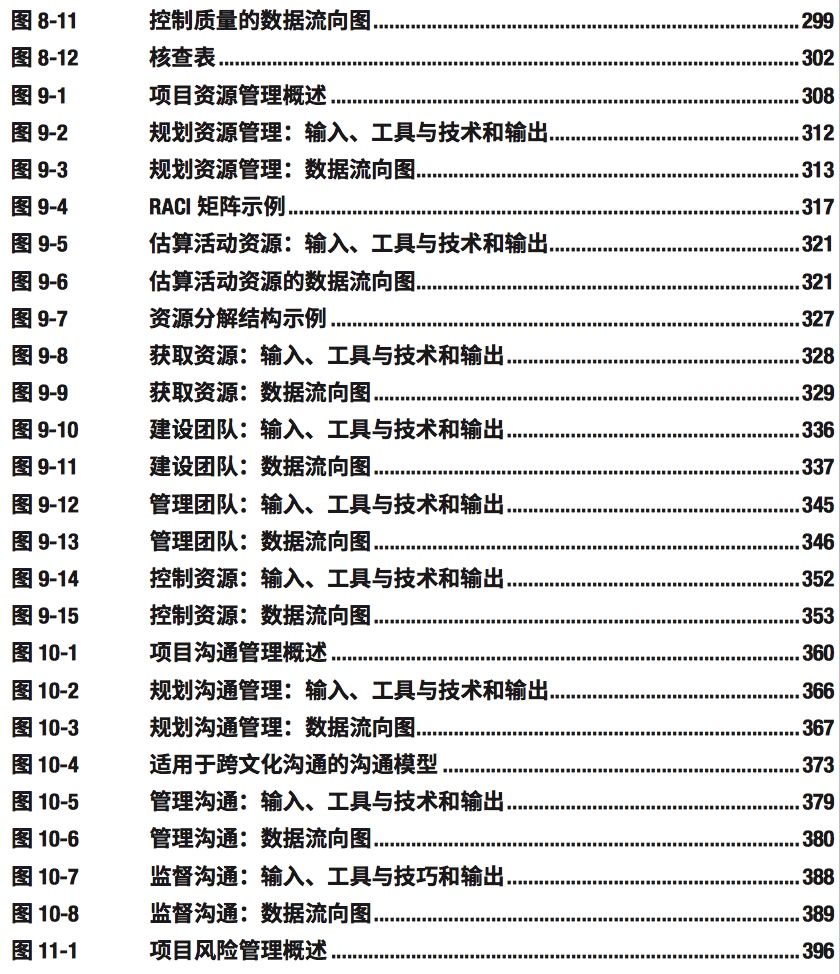 图 8-11 控制质量的数据流向图 299
图 8-12 核查表 302
图 9-1 项目资源管理概述 308
图 9-2 规划资源管理：输入、工具与技术和输出 312
图 9-3 规划资源管理：数据流向图 313
图 9-4 RACI 矩阵示例 317
图 9-5 估算活动资源：输入、工具与技术和输出 321
图 9-6 估算活动资源的数据流向图 321
图 9-7 资源分解结构示例 327
图 9-8 获取资源：输入、工具与技术和输出 328
图 9-9 获取资源：数据流向图 329
图 9-10 建设团队：输入、工具与技术和输出 336
图 9-11 建设团队：数据流向图 337
图 9-12 管理团队：输入、工具与技术和输出 345
图 9-13 管理团队：数据流向图 346
图 9-14 控制资源：输入、工具与技术和输出 352
图 9-15 控制资源：数据流向图 353
图 10-1 项目沟通管理概述 360
图 10-2 规划沟通管理：输入、工具与技术和输出 366
图 10-3 规划沟通管理：数据流向图 367
图 10-4 适用于跨文化沟通的沟通模型 373
图 10-5 管理沟通：输入、工具与技术和输出 379
图 10-6 管理沟通：数据流向图 380
图 10-7 监督沟通：输入、工具与技巧和输出 388
图 10-8 监督沟通：数据流向图 389
图 11-1 项目风险管理概述 396